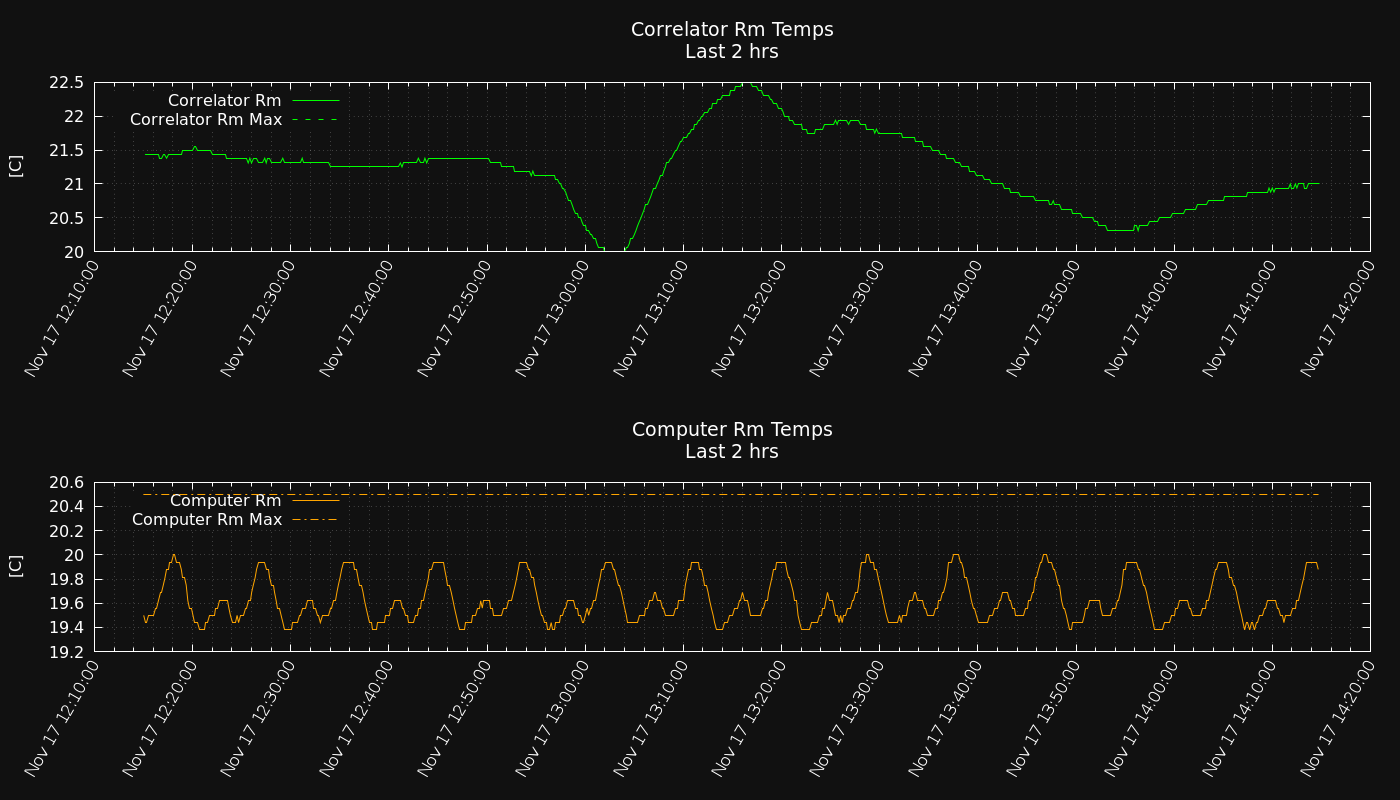 Correlator Rm Temps
Last 2 hrs
22.5
22
21.5
21
20.5
20
[C]
Correlator Rm
Correlator Rm Max
Nov 17 12:10:00
Nov 17 12:20:00
Nov 17 12:30:00
Nov 17 12:40:00
Nov 17 12:50:00
Nov 17 13:00:00
Nov 17 13:10:00
Nov 17 13:20:00
Nov 17 13:30:00
Nov 17 13:40:00
Nov 17 13:50:00
Nov 17 14:00:00
Nov 17 14:10:00
Nov 17 14:20:00
Computer Rm Temps
Last 2 hrs
20.6
20.4
20.2
20
19.8
19.6
19.4
19.2
[C]
Computer Rm
Computer Rm Max
Nov 17 12:10:00
Nov 17 12:20:00
Nov 17 12:30:00
Nov 17 12:40:00
Nov 17 12:50:00
Nov 17 13:00:00
Nov 17 13:10:00
Nov 17 13:20:00
Nov 17 13:30:00
Nov 17 13:40:00
Nov 17 13:50:00
Nov 17 14:00:00
Nov 17 14:10:00
Nov 17 14:20:00